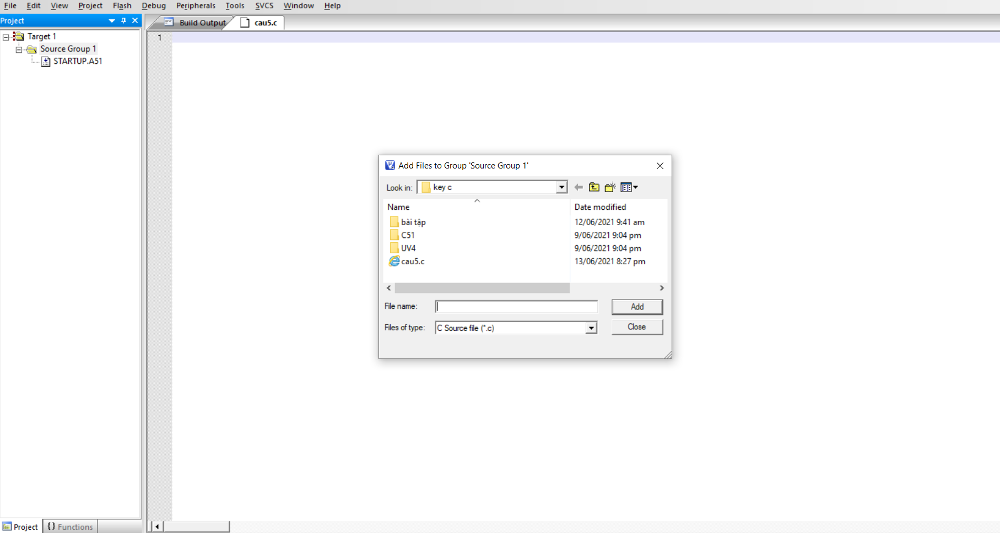 File Edit View Project Flash Debug Peripherals Tools SVCS Window Help
Project
Build Output
cau5.c
Target 1
Source Group 1
STARTUP.A51
1
Add Files to Group 'Source Group 1'
Look in: key c
Name Date modified
bài tập 12/06/2021 9:41 am
C51 9/06/2021 9:04 pm
UV4 9/06/2021 9:04 pm
cau5.c 13/06/2021 8:27 pm
File name: Add
Files of type: C Source file (*.c) Close
Project {} Functions